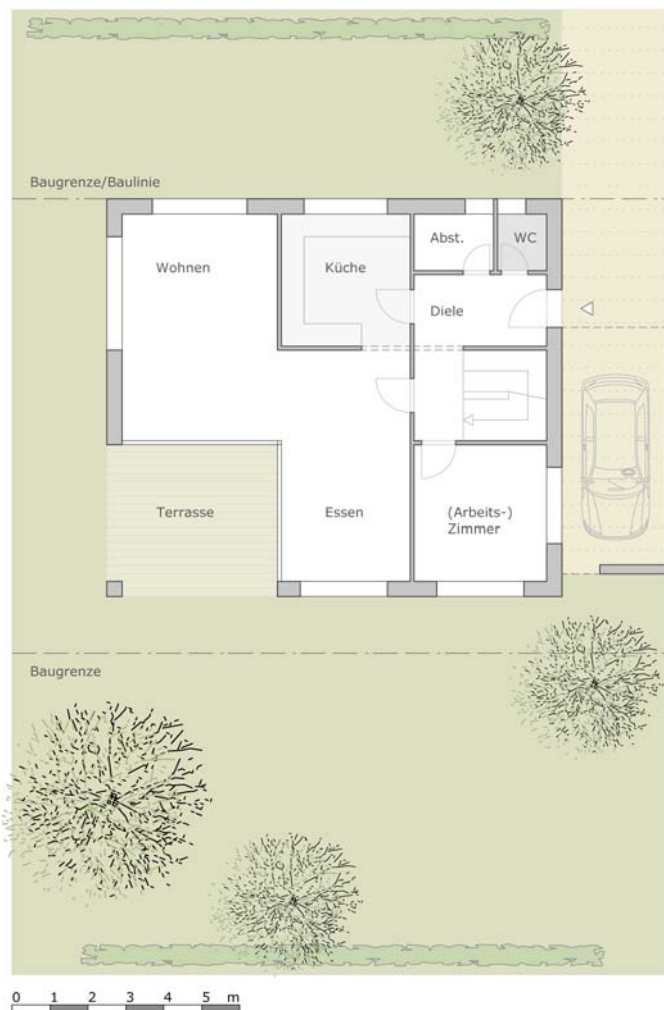 Baugrenze/Baulinie
Abst.
WC
Wohnen
Küche
Diele
Terrasse
Essen
(Arbeits-)
Zimmer
Baugrenze
0 1 2 3 4 5 m